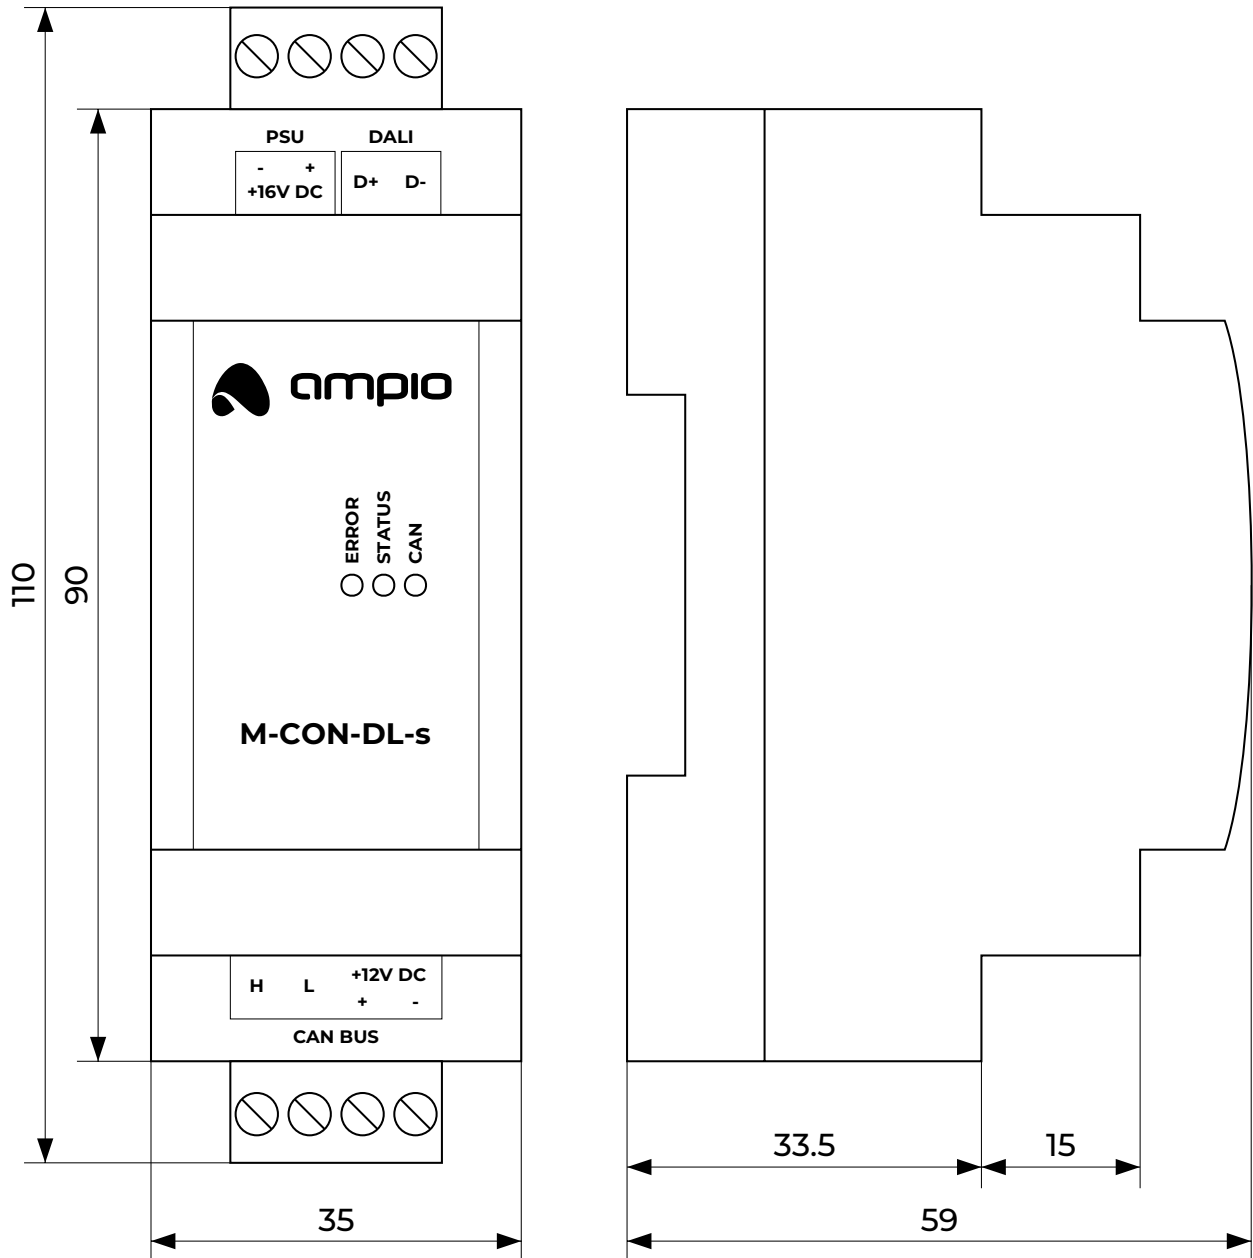 PSU DALI
- +
+16V DC D+ D-
ampio
ERROR
STATUS
CAN
110
90
M-CON-DL-s
H L +12V DC
+ -
CAN BUS
33.5 15
35 59